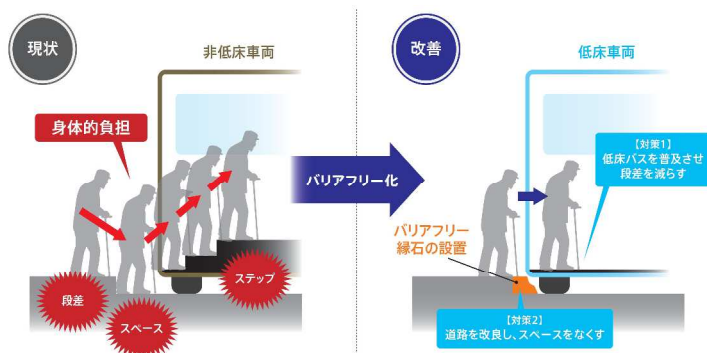 現状
非低床車両
身体的負担
段差
スペース
ステップ
バリアフリー化
改善
低床車両
【対策1】
低床バスを普及させ
段差を減らす
バリアフリー
縁石の設置
【対策2】
道路を改良し、スペースをなくす